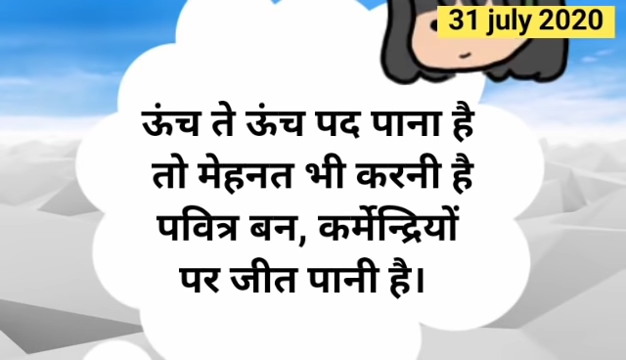 31 july 2020
ऊंच ते ऊंच पद पाना है
तो मेहनत भी करनी है
पवित्र बन, कर्मेन्द्रियों
पर जीत पानी है।